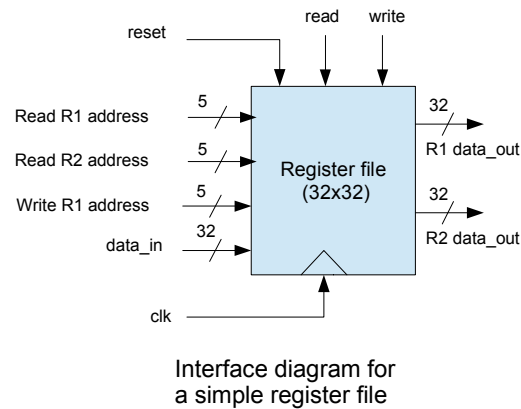 read
write
reset
5
32
Read R1 address
R1 data_out
5
Read R2 address
Register file
(32x32)
5
32
Write R1 address
R2 data_out
32
data_in
clk
Interface diagram for
a simple register file